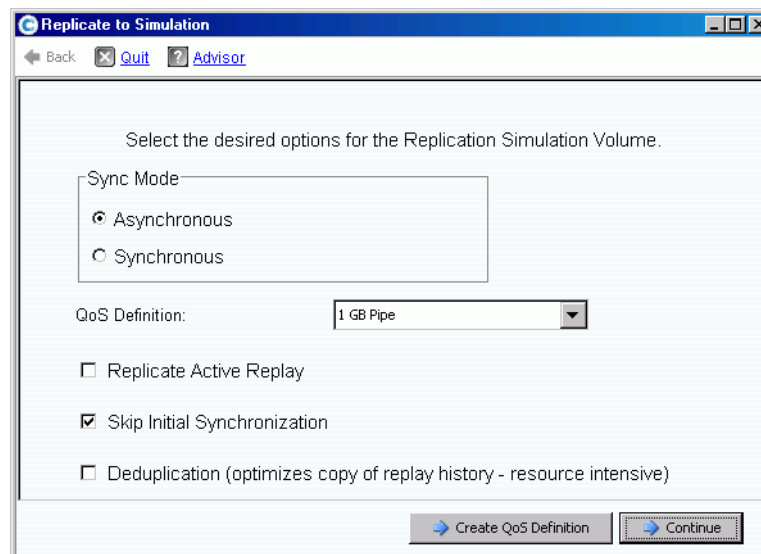 Replicate to Simulation
Back Quit Advisor
Select the desired options for the Replication Simulation Volume.
Sync Mode
Asynchronous
Synchronous
QoS Definition: 1 GB Pipe
Replicate Active Replay
Skip Initial Synchronization
Deduplication (optimizes copy of replay history - resource intensive)
Create QoS Definition Continue